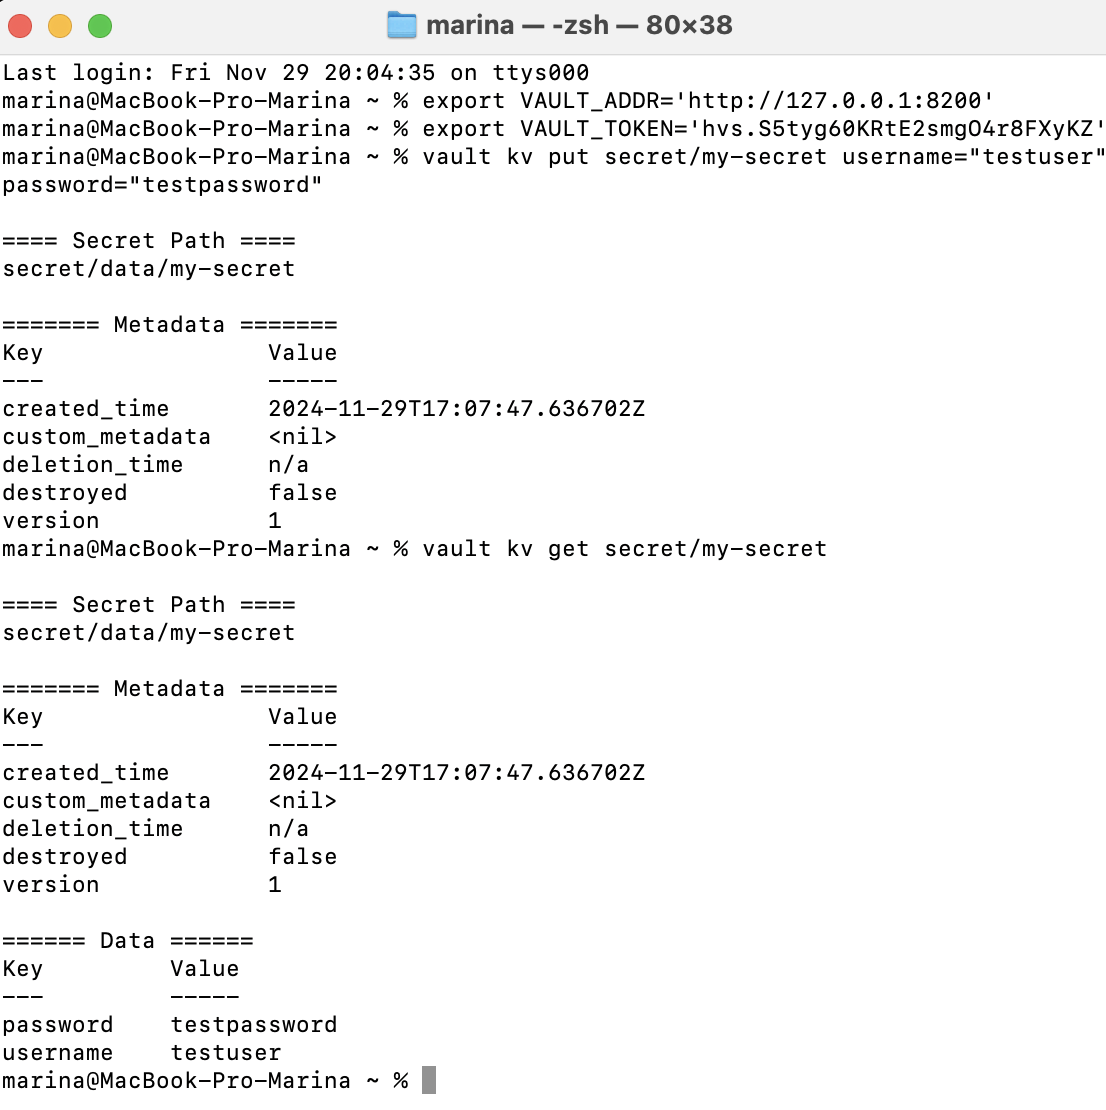 marina — -zsh — 80×38
Last login: Fri Nov 29 20:04:35 on ttys000
marina@MacBook-Pro-Marina ~ % export VAULT_ADDR='http://127.0.0.1:8200'
marina@MacBook-Pro-Marina ~ % export VAULT_TOKEN='hvs.S5tyg60KRtE2smgO4r8FXyKZ'
marina@MacBook-Pro-Marina ~ % vault kv put secret/my-secret username="testuser"
password="testpassword"
==== Secret Path ====
secret/data/my-secret
======= Metadata =======
Key                Value
---                -----
created_time       2024-11-29T17:07:47.636702Z
custom_metadata    <nil>
deletion_time      n/a
destroyed          false
version            1
marina@MacBook-Pro-Marina ~ % vault kv get secret/my-secret
==== Secret Path ====
secret/data/my-secret
======= Metadata =======
Key                Value
---                -----
created_time       2024-11-29T17:07:47.636702Z
custom_metadata    <nil>
deletion_time      n/a
destroyed          false
version            1
====== Data ======
Key         Value
---         -----
password    testpassword
username    testuser
marina@MacBook-Pro-Marina ~ %